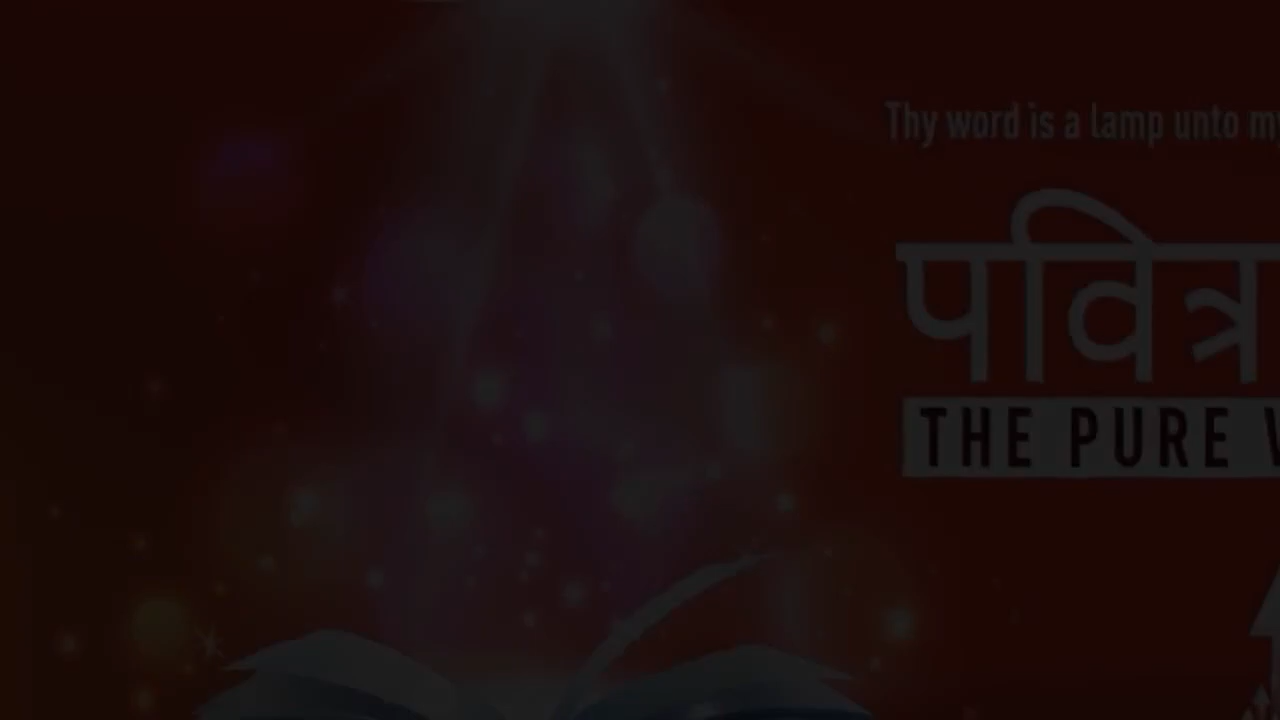 Thy word is a lamp unto
पवित्र
THE PURE